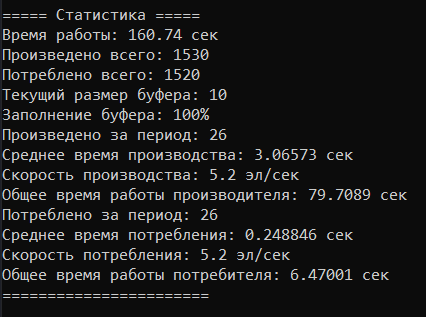 ===== Статистика =====
Время работы: 160.74 сек
Произведено всего: 1530
Потреблено всего: 1520
Текущий размер буфера: 10
Заполнение буфера: 100%
Произведено за период: 26
Среднее время производства: 3.06573 сек
Скорость производства: 5.2 эл/сек
Общее время работы производителя: 79.7089 сек
Потреблено за период: 26
Среднее время потребления: 0.248846 сек
Скорость потребления: 5.2 эл/сек
Общее время работы потребителя: 6.47001 сек
=======================